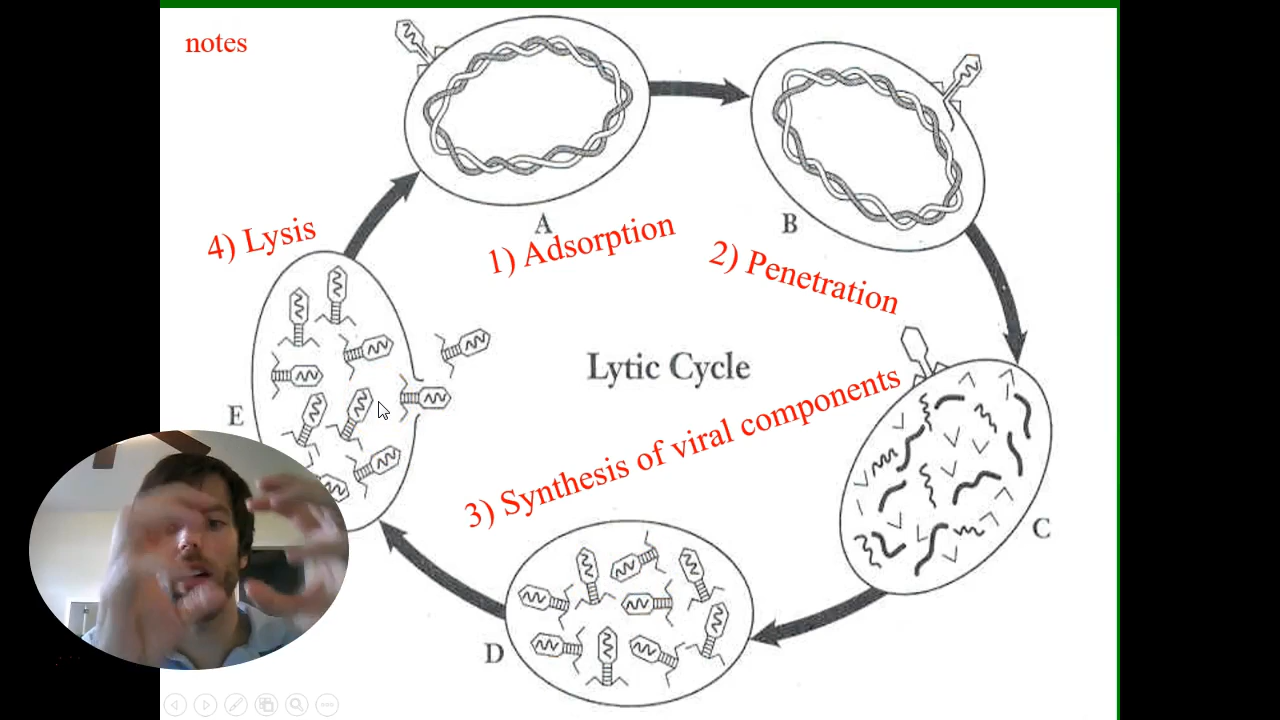 notes
A
B
4) Lysis
1) Adsorption
2) Penetration
Lytic Cycle
E
3) Synthesis of viral components
C
D